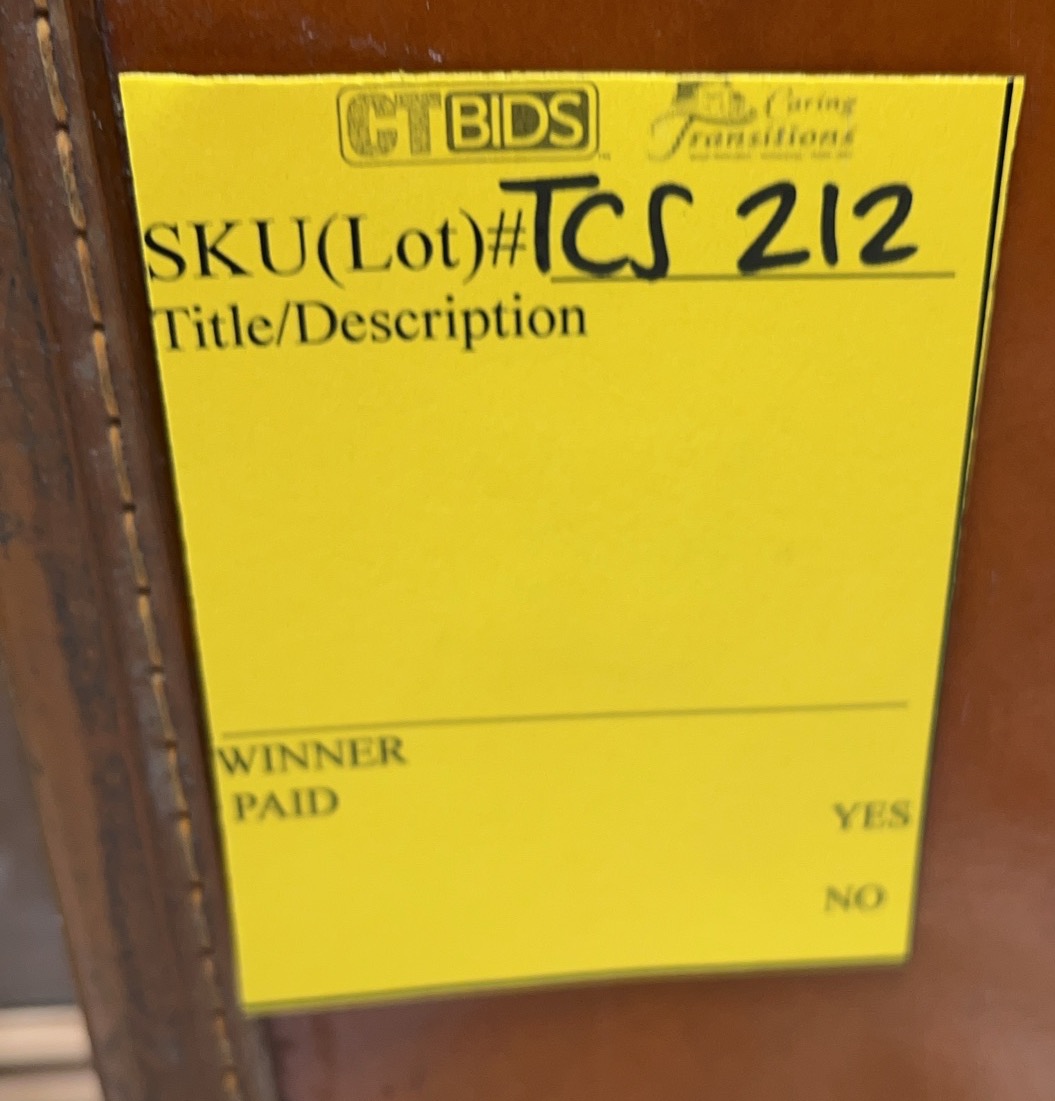 CTBIDS
Caring
Transitions
SKU(Lot)#TCS 212
Title/Description
WINNER
PAID
YES
NO